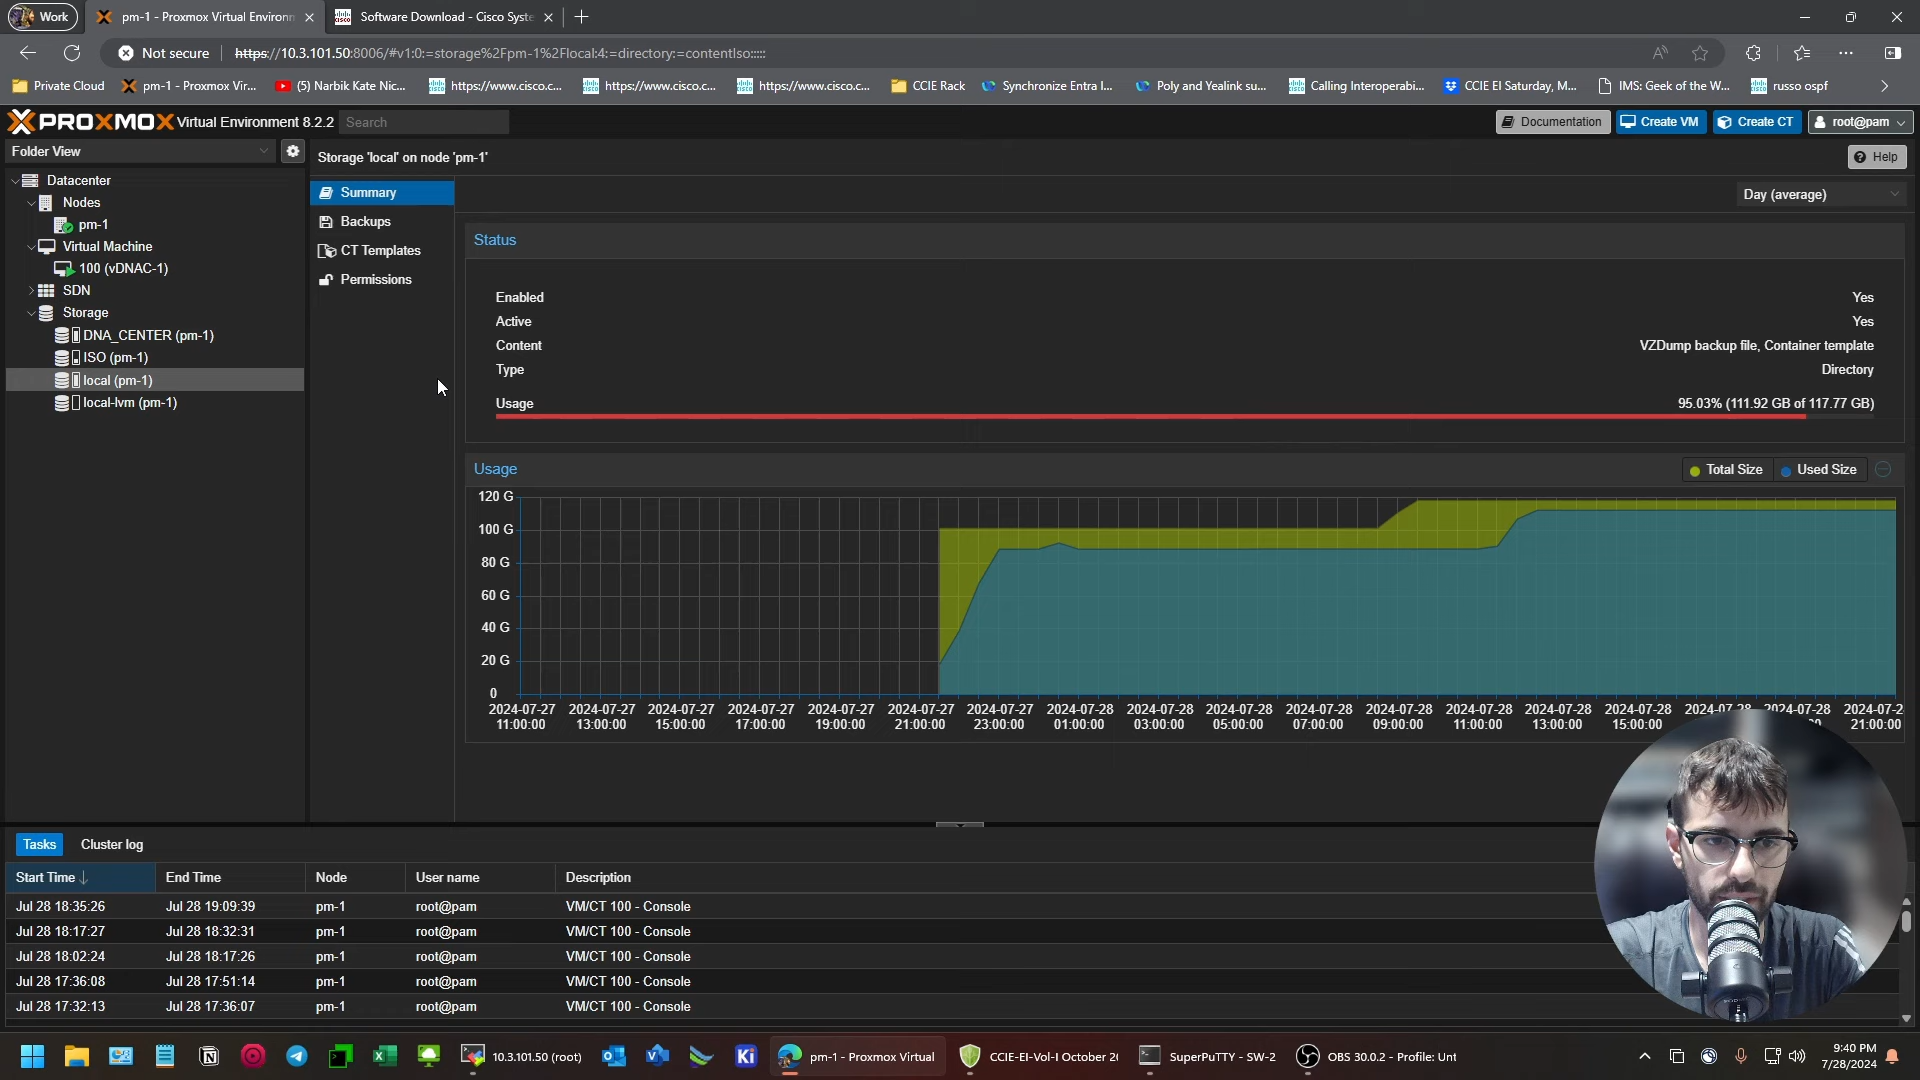 Work
pm-1 - Proxmox Virtual Environm
Software Download - Cisco Syste
Not secure
https://10.3.101.50:8006/#v1:0:=storage%2Fpm-1%2Flocal:4:=directory:=contentIso:::::
Private Cloud
pm-1 - Proxmox Vir...
(5) Narbik Kate Nic...
https://www.cisco.c...
https://www.cisco.c...
https://www.cisco.c...
CCIE Rack
Synchronize Entra I...
Poly and Yealink su...
Calling Interoperabi...
CCIE EI Saturday, M...
IMS: Geek of the W...
russo ospf
PROXMOX Virtual Environment 8.2.2
Search
Documentation
Create VM
Create CT
root@pam
Folder View
Storage 'local' on node 'pm-1'
Help
Datacenter
Nodes
pm-1
Virtual Machine
100 (vDNAC-1)
SDN
Storage
DNA_CENTER (pm-1)
ISO (pm-1)
local (pm-1)
local-lvm (pm-1)
Summary
Backups
CT Templates
Permissions
Day (average)
Status
Enabled Yes
Active Yes
Content VZDump backup file, Container template
Type Directory
Usage 95.03% (111.92 GB of 117.77 GB)
Usage
Total Size
Used Size
120 G
100 G
80 G
60 G
40 G
20 G
0
2024-07-27 2024-07-27 2024-07-27 2024-07-27 2024-07-27 2024-07-27 2024-07-27 2024-07-28 2024-07-28 2024-07-28 2024-07-28 2024-07-28 2024-07-28 2024-07-28 2024-07-28 2024-07-28 2024-07-28 2024-07-2
11:00:00 13:00:00 15:00:00 17:00:00 19:00:00 21:00:00 23:00:00 01:00:00 03:00:00 05:00:00 07:00:00 09:00:00 11:00:00 13:00:00 15:00:00 21:00:00
Tasks
Cluster log
Start Time End Time Node User name Description
Jul 28 18:35:26 Jul 28 19:09:39 pm-1 root@pam VM/CT 100 - Console
Jul 28 18:17:27 Jul 28 18:32:31 pm-1 root@pam VM/CT 100 - Console
Jul 28 18:02:24 Jul 28 18:17:26 pm-1 root@pam VM/CT 100 - Console
Jul 28 17:36:08 Jul 28 17:51:14 pm-1 root@pam VM/CT 100 - Console
Jul 28 17:32:13 Jul 28 17:36:07 pm-1 root@pam VM/CT 100 - Console
Ki
10.3.101.50 (root)
pm-1 - Proxmox Virtual
CCIE-EI-Vol-I October 2
SuperPuTTY - SW-2
OBS 30.0.2 - Profile: Unt
9:40 PM
7/28/2024